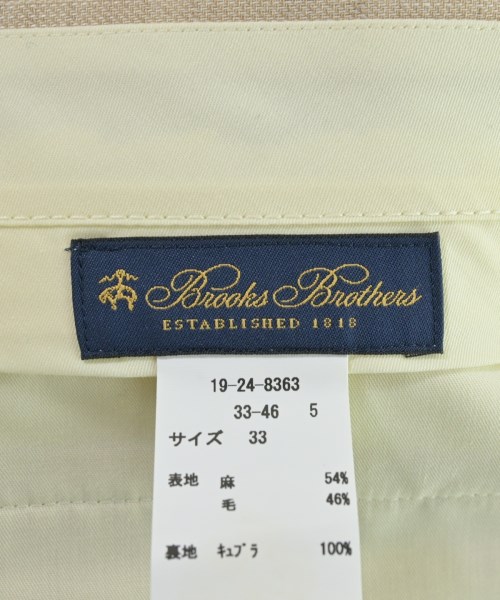 Brooks Brothers
ESTABLISHED 1818
19-24-8363
33-46 5
サイズ 33
表地 麻 54%
毛 46%
裏地 ｷｭﾌﾟﾗ 100%